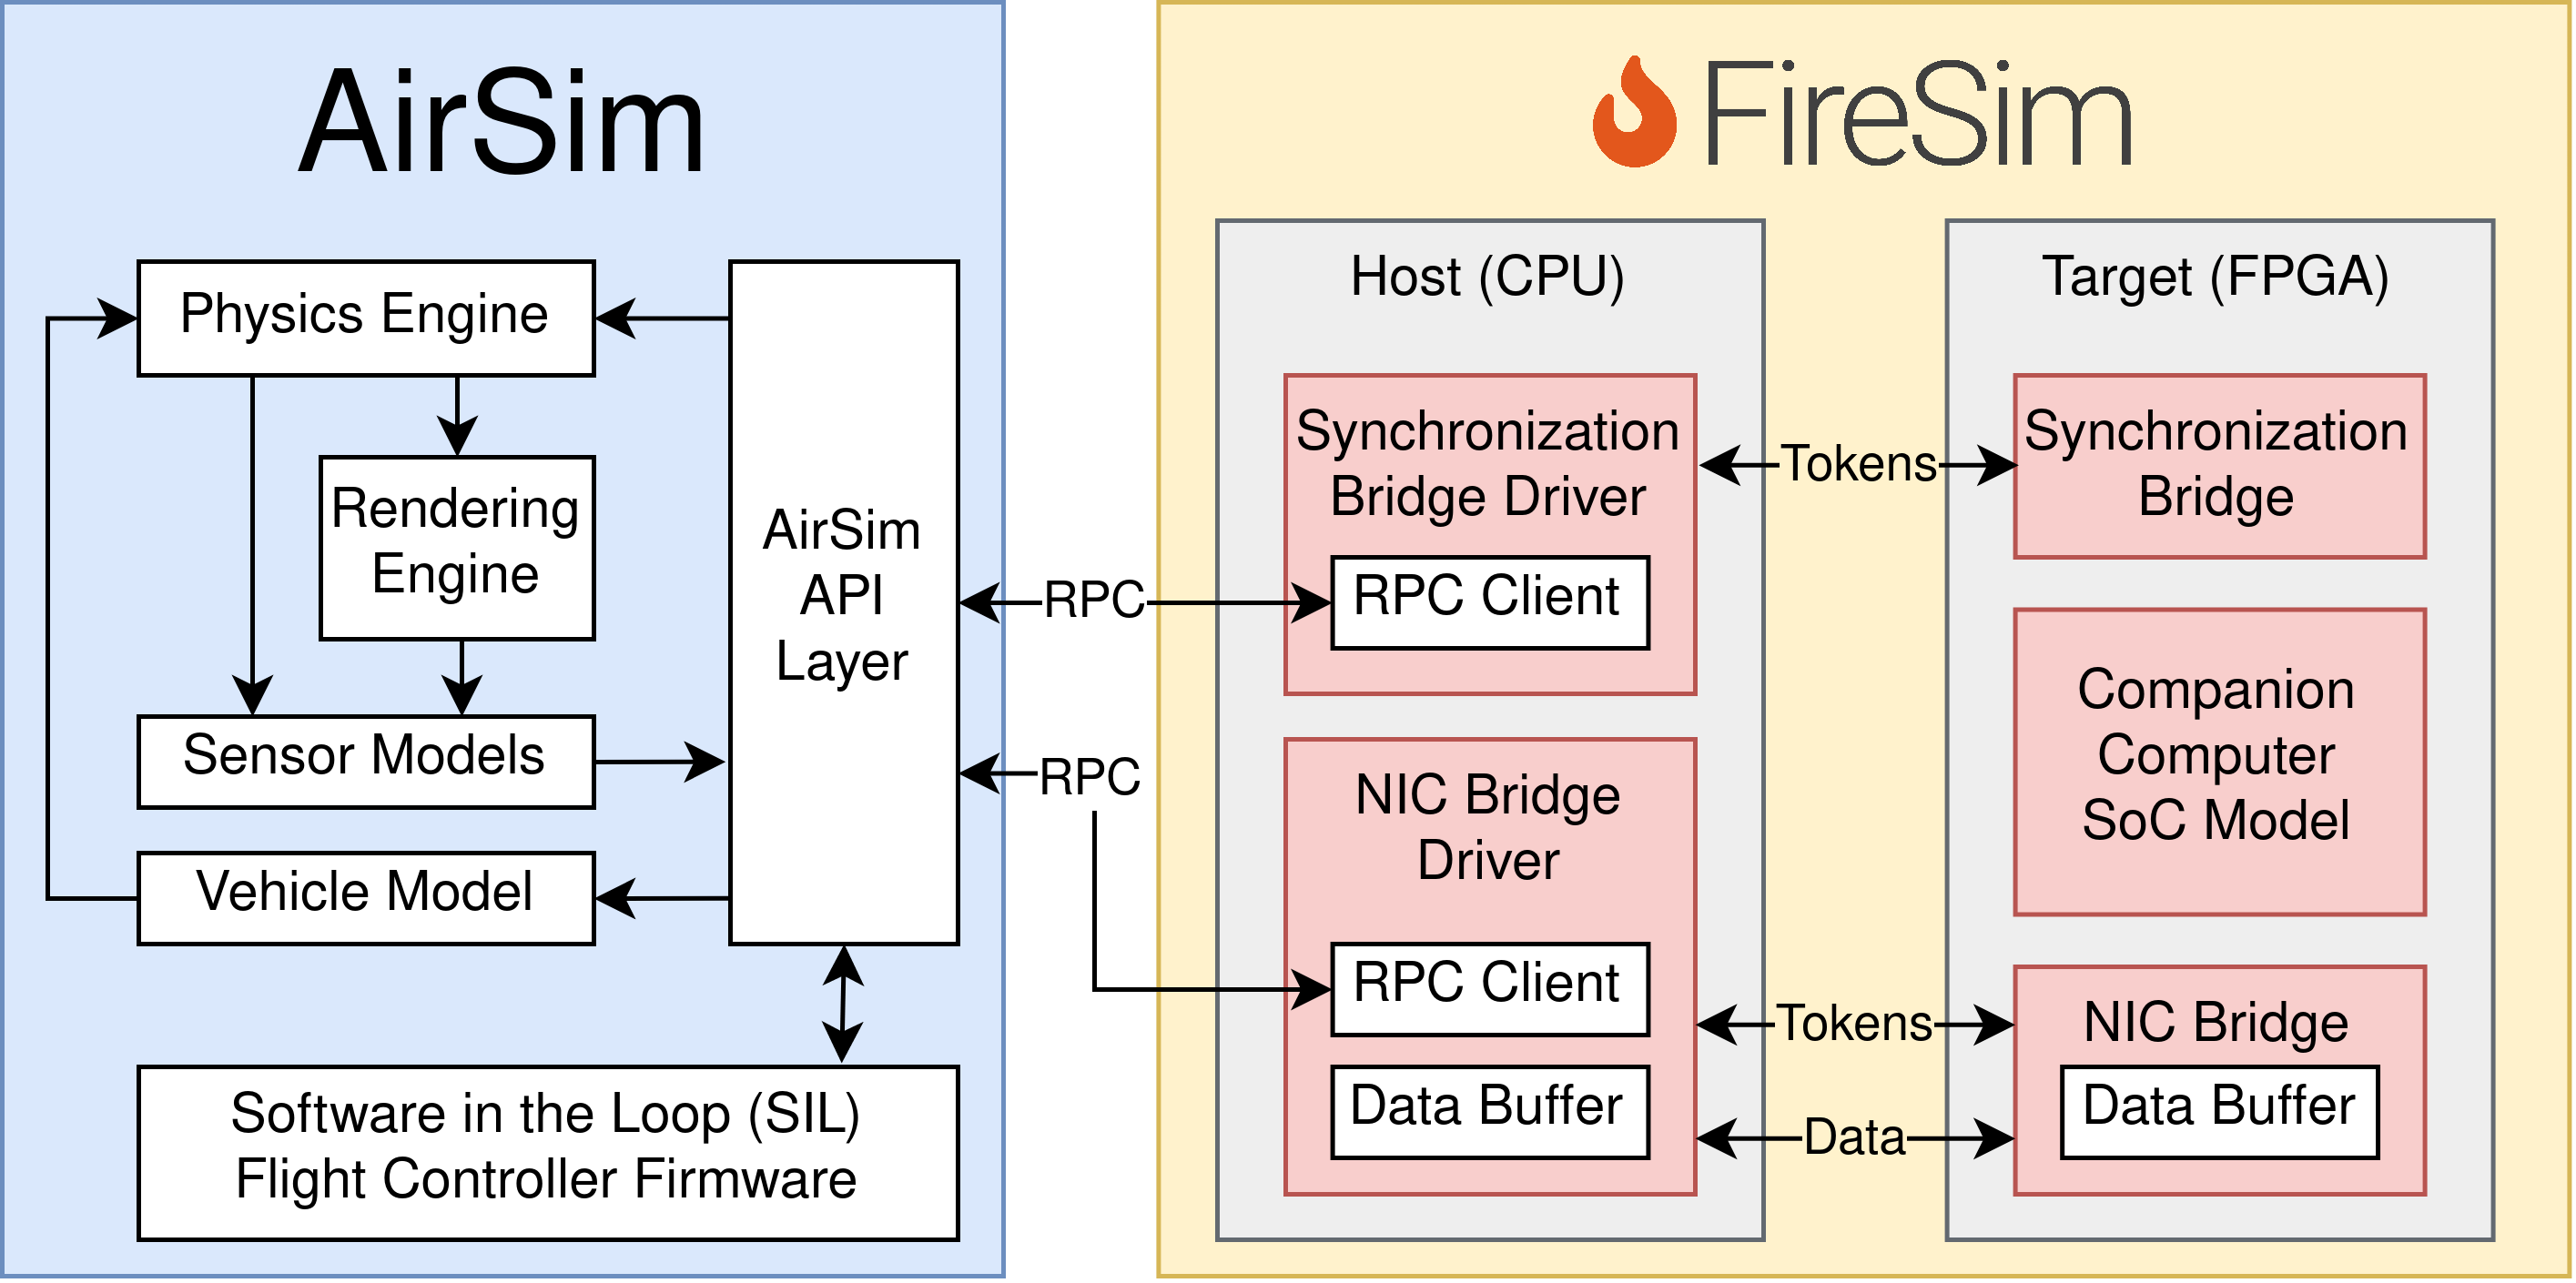 AirSim
Physics Engine
Rendering
Engine
Sensor Models
Vehicle Model
AirSim
API
Layer
Software in the Loop (SIL)
Flight Controller Firmware
RPC
RPC
FireSim
Host (CPU)
Synchronization
Bridge Driver
RPC Client
NIC Bridge
Driver
RPC Client
Data Buffer
Tokens
Tokens
Data
Target (FPGA)
Synchronization
Bridge
Companion
Computer
SoC Model
NIC Bridge
Data Buffer